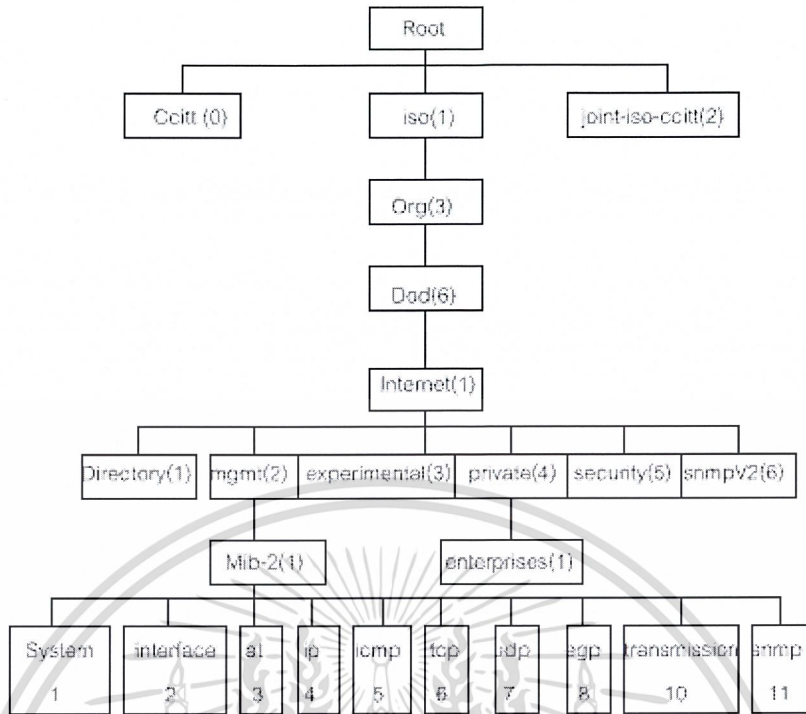 Root
Ccitt (0) iso(1) joint-iso-ccitt(2)
Org(3)
Dod(6)
Internet(1)
Directory(1) mgmt(2) experimental(3) private(4) security(5) snmpV2(6)
Mib-2(1) enterprises(1)
System interface at ip icmp tcp udp egp transmission snmp
1 2 3 4 5 6 7 8 10 11